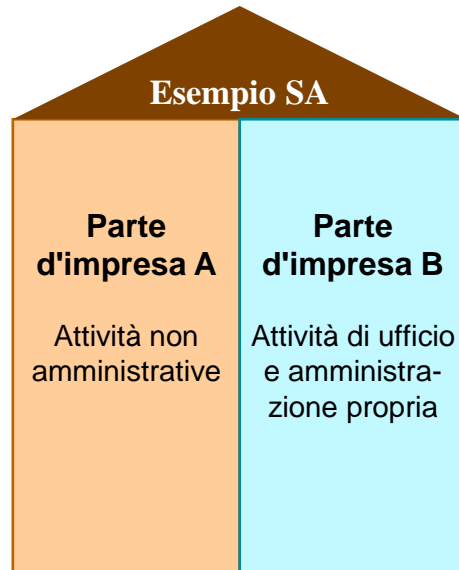 Esempio SA
Parte
d'impresa A
Attività non
amministrative
Parte
d'impresa B
Attività di ufficio
e amministra-
zione propria